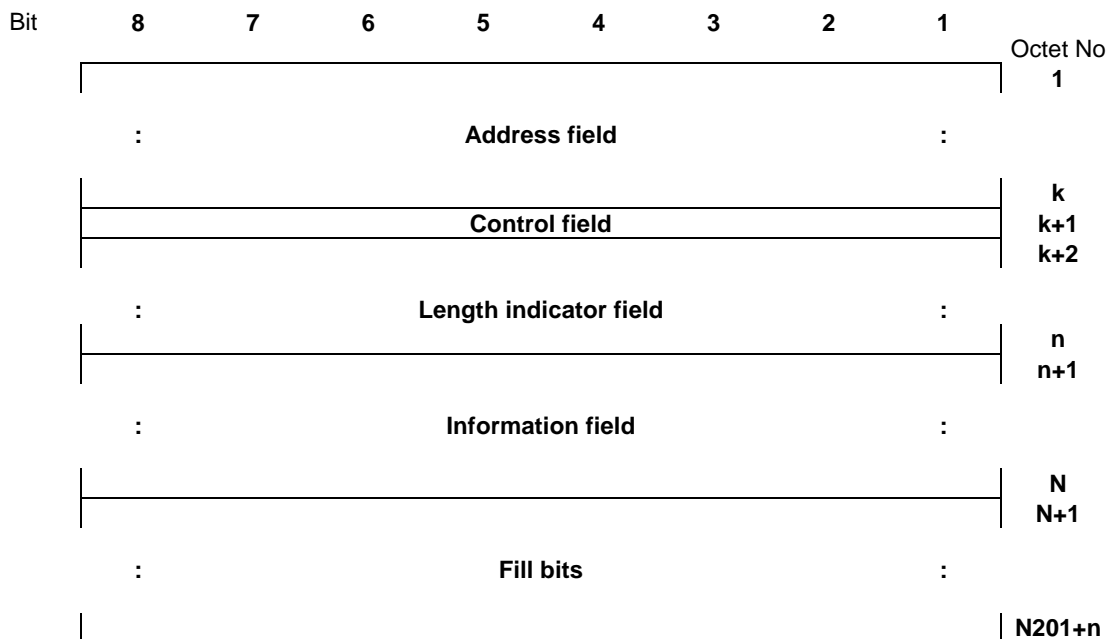 Bit 8 7 6 5 4 3 2 1
Octet No
1
: Address field :
k
Control field k+1
k+2
: Length indicator field :
n
n+1
: Information field :
N
N+1
: Fill bits :
N201+n